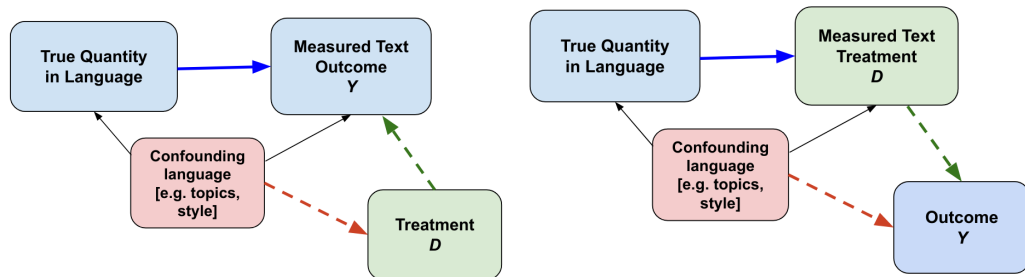 True Quantity
in Language
Measured Text
Outcome
Y
Confounding
language
[e.g. topics,
style]
Treatment
D
True Quantity
in Language
Measured Text
Treatment
D
Confounding
language
[e.g. topics,
style]
Outcome
Y